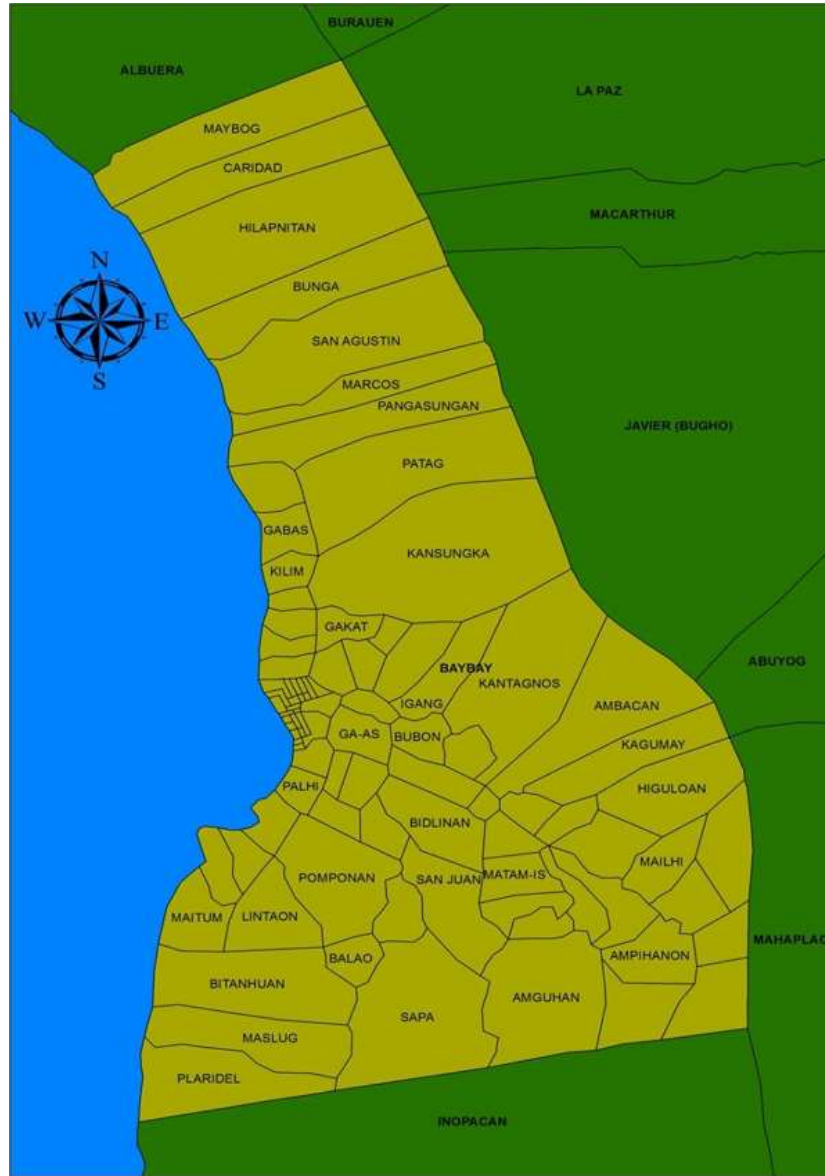 BURAUEN
ALBUERA
LA PAZ
MAYBOG
CARIDAD
MACARTHUR
HILAPNITAN
N
W
E
S
BUNGA
SAN AGUSTIN
MARCOS
PANGASUNGAN
JAVIER (BUGHO)
PATAG
GABAS
KANSUNGKA
KILIM
GAKAT
BAYBAY
ABUYOG
KANTAGNOS
IGANG
AMBACAN
GA-AS
BUBON
KAGUMAY
PALHI
HIGULOAN
BIDLINAN
MAILHI
POMPONAN
SAN JUAN
MATAM-IS
MAITUM
LINTAON
MAHAPLAG
BALAO
AMPIHANON
BITANHUAN
AMGUHAN
SAPA
MASLUG
PLARIDEL
INOPACAN